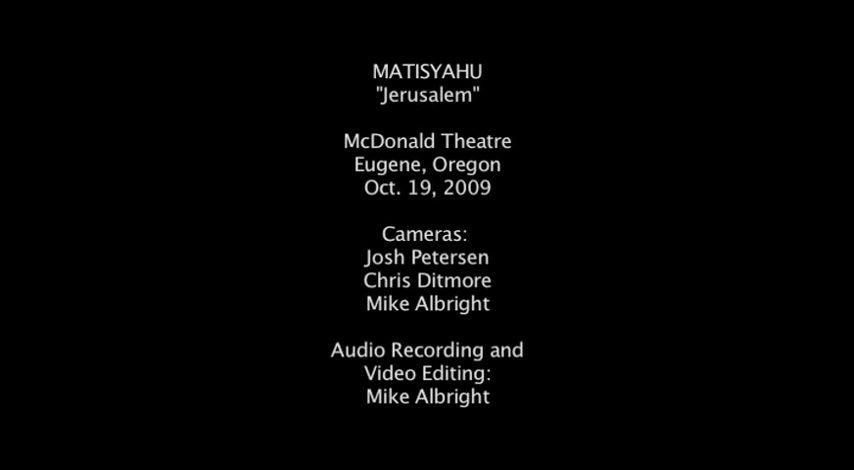 MATISYAHU
"Jerusalem"
McDonald Theatre
Eugene, Oregon
Oct. 19, 2009
Cameras:
Josh Petersen
Chris Ditmore
Mike Albright
Audio Recording and
Video Editing:
Mike Albright